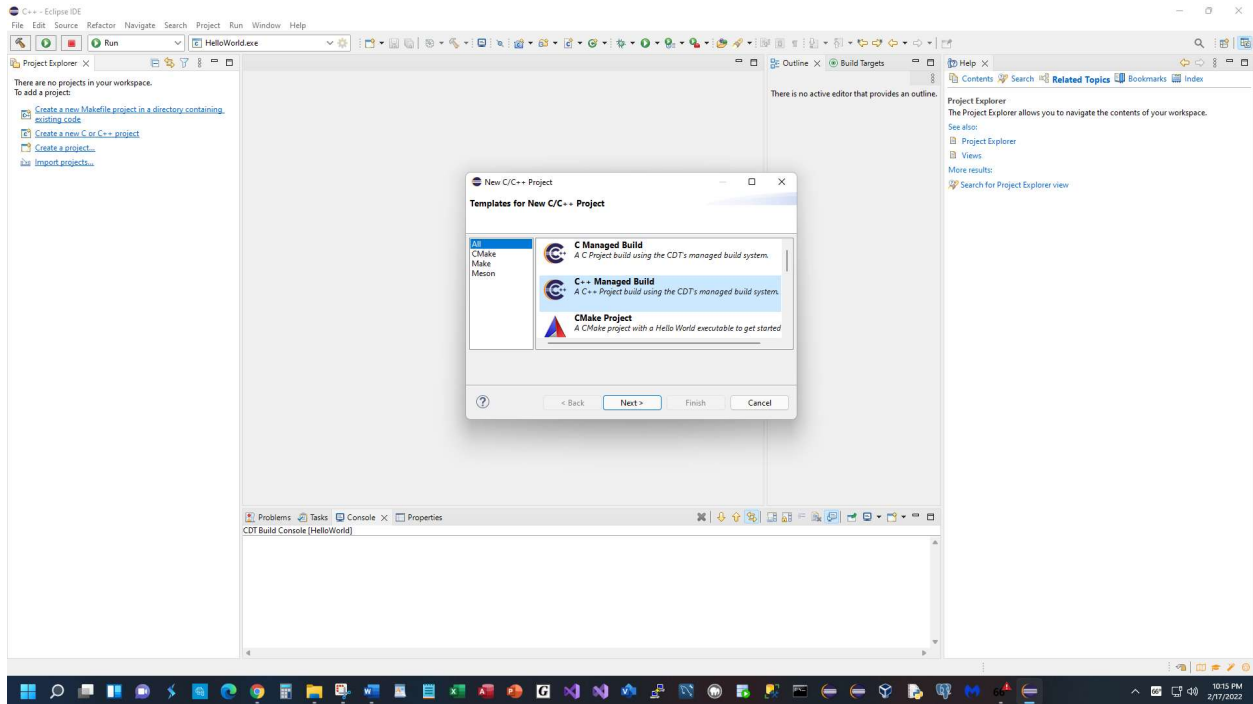 C++ - Eclipse IDE
File Edit Source Refactor Navigate Search Project Run Window Help
Run
HelloWorld.exe
Project Explorer
There are no projects in your workspace.
To add a project:
Create a new Makefile project in a directory containing
existing code
Create a new C or C++ project
Create a project...
Import projects...
New C/C++ Project
Templates for New C/C++ Project
All
CMake
Make
Meson
C Managed Build
A C Project build using the CDT's managed build system.
C++ Managed Build
A C++ Project build using the CDT's managed build system.
CMake Project
A CMake project with a Hello World executable to get started
< Back Next > Finish Cancel
Problems Tasks Console Properties
CDT Build Console [HelloWorld]
Outline Build Targets
There is no active editor that provides an outline.
Help
Contents Search Related Topics Bookmarks Index
Project Explorer
The Project Explorer allows you to navigate the contents of your workspace.
See also:
Project Explorer
Views
More results:
Search for Project Explorer view
10:15 PM
2/17/2022